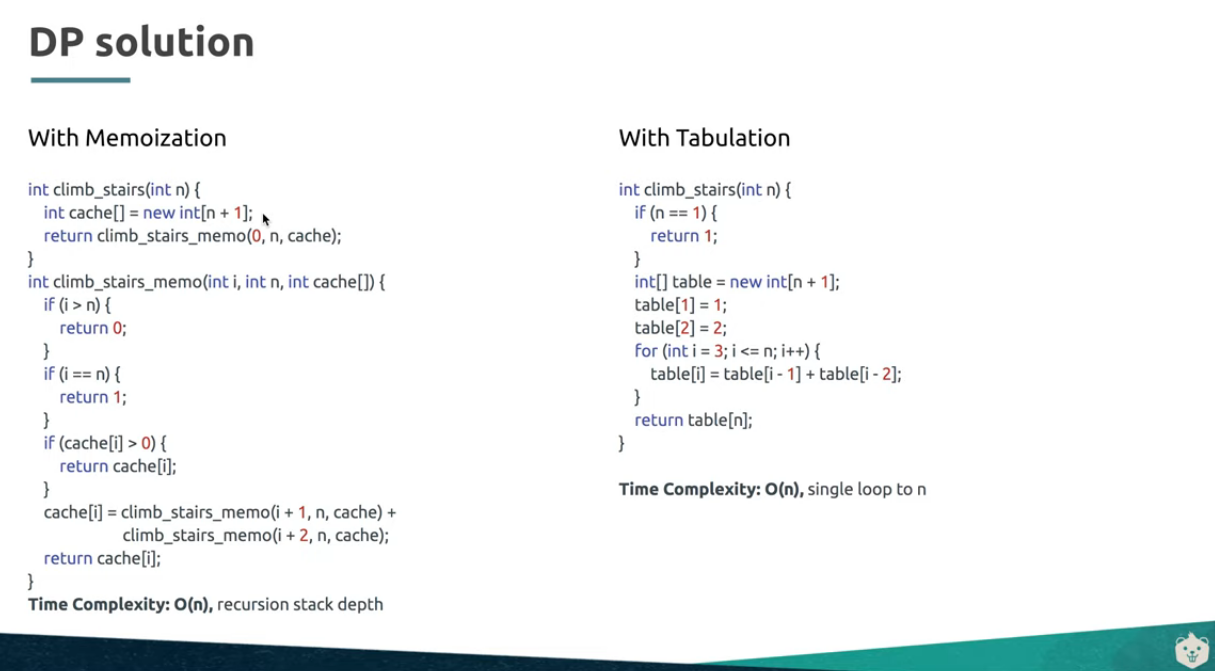 DP solution
With Memoization
int climb_stairs(int n) {
int cache[] = new int[n + 1];
return climb_stairs_memo(0, n, cache);
}
int climb_stairs_memo(int i, int n, int cache[]) {
if (i > n) {
return 0;
}
if (i == n) {
return 1;
}
if (cache[i] > 0) {
return cache[i];
}
cache[i] = climb_stairs_memo(i + 1, n, cache) +
climb_stairs_memo(i + 2, n, cache);
return cache[i];
}
Time Complexity: O(n), recursion stack depth
With Tabulation
int climb_stairs(int n) {
if (n == 1) {
return 1;
}
int[] table = new int[n + 1];
table[1] = 1;
table[2] = 2;
for (int i = 3; i <= n; i++) {
table[i] = table[i - 1] + table[i - 2];
}
return table[n];
}
Time Complexity: O(n), single loop to n